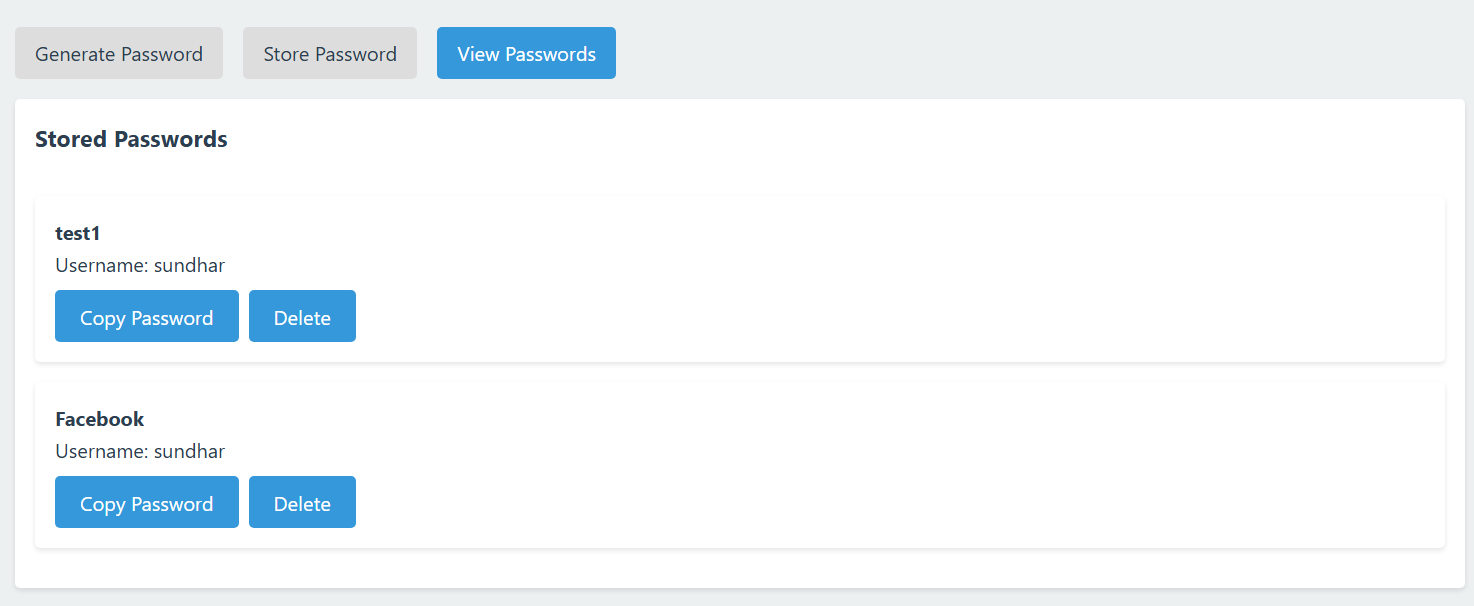 Generate Password Store Password View Passwords
Stored Passwords
test1
Username: sundhar
Copy Password Delete
Facebook
Username: sundhar
Copy Password Delete